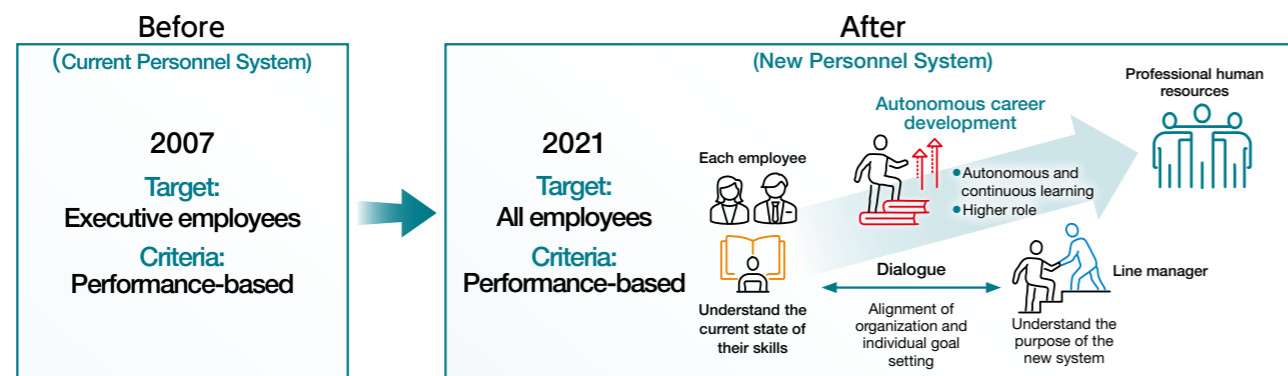 Before
(Current Personnel System)
2007
Target:
Executive employees
Criteria:
Performance-based
After
(New Personnel System)
2021
Target:
All employees
Criteria:
Performance-based
Each employee
Understand the
current state of
their skills
Autonomous career
development
●Autonomous and
continuous learning
●Higher role
Professional human
resources
Dialogue
Alignment of
organization and
individual goal
setting
Line manager
Understand the
purpose of the
new system